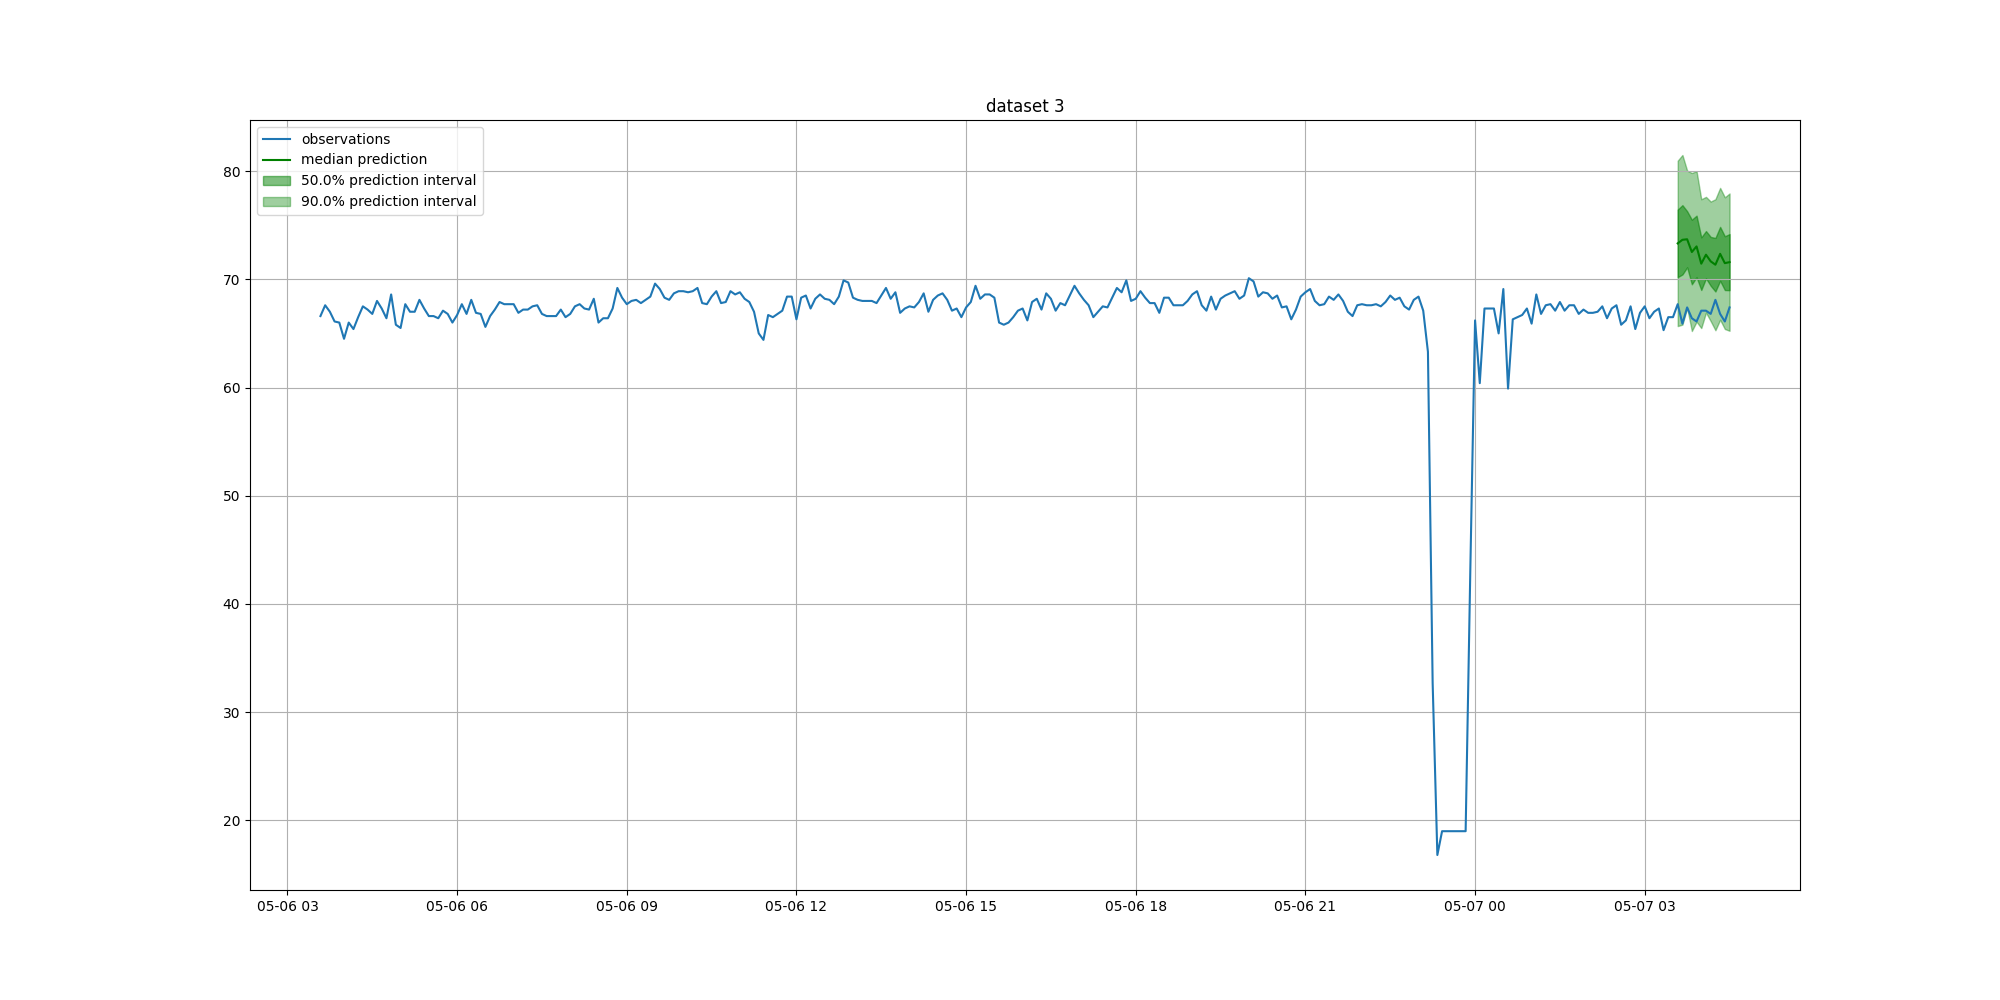 dataset 3
observations
median prediction
50.0% prediction interval
90.0% prediction interval
80
70
60
50
40
30
20
05-06 03 05-06 06 05-06 09 05-06 12 05-06 15 05-06 18 05-06 21 05-07 00 05-07 03